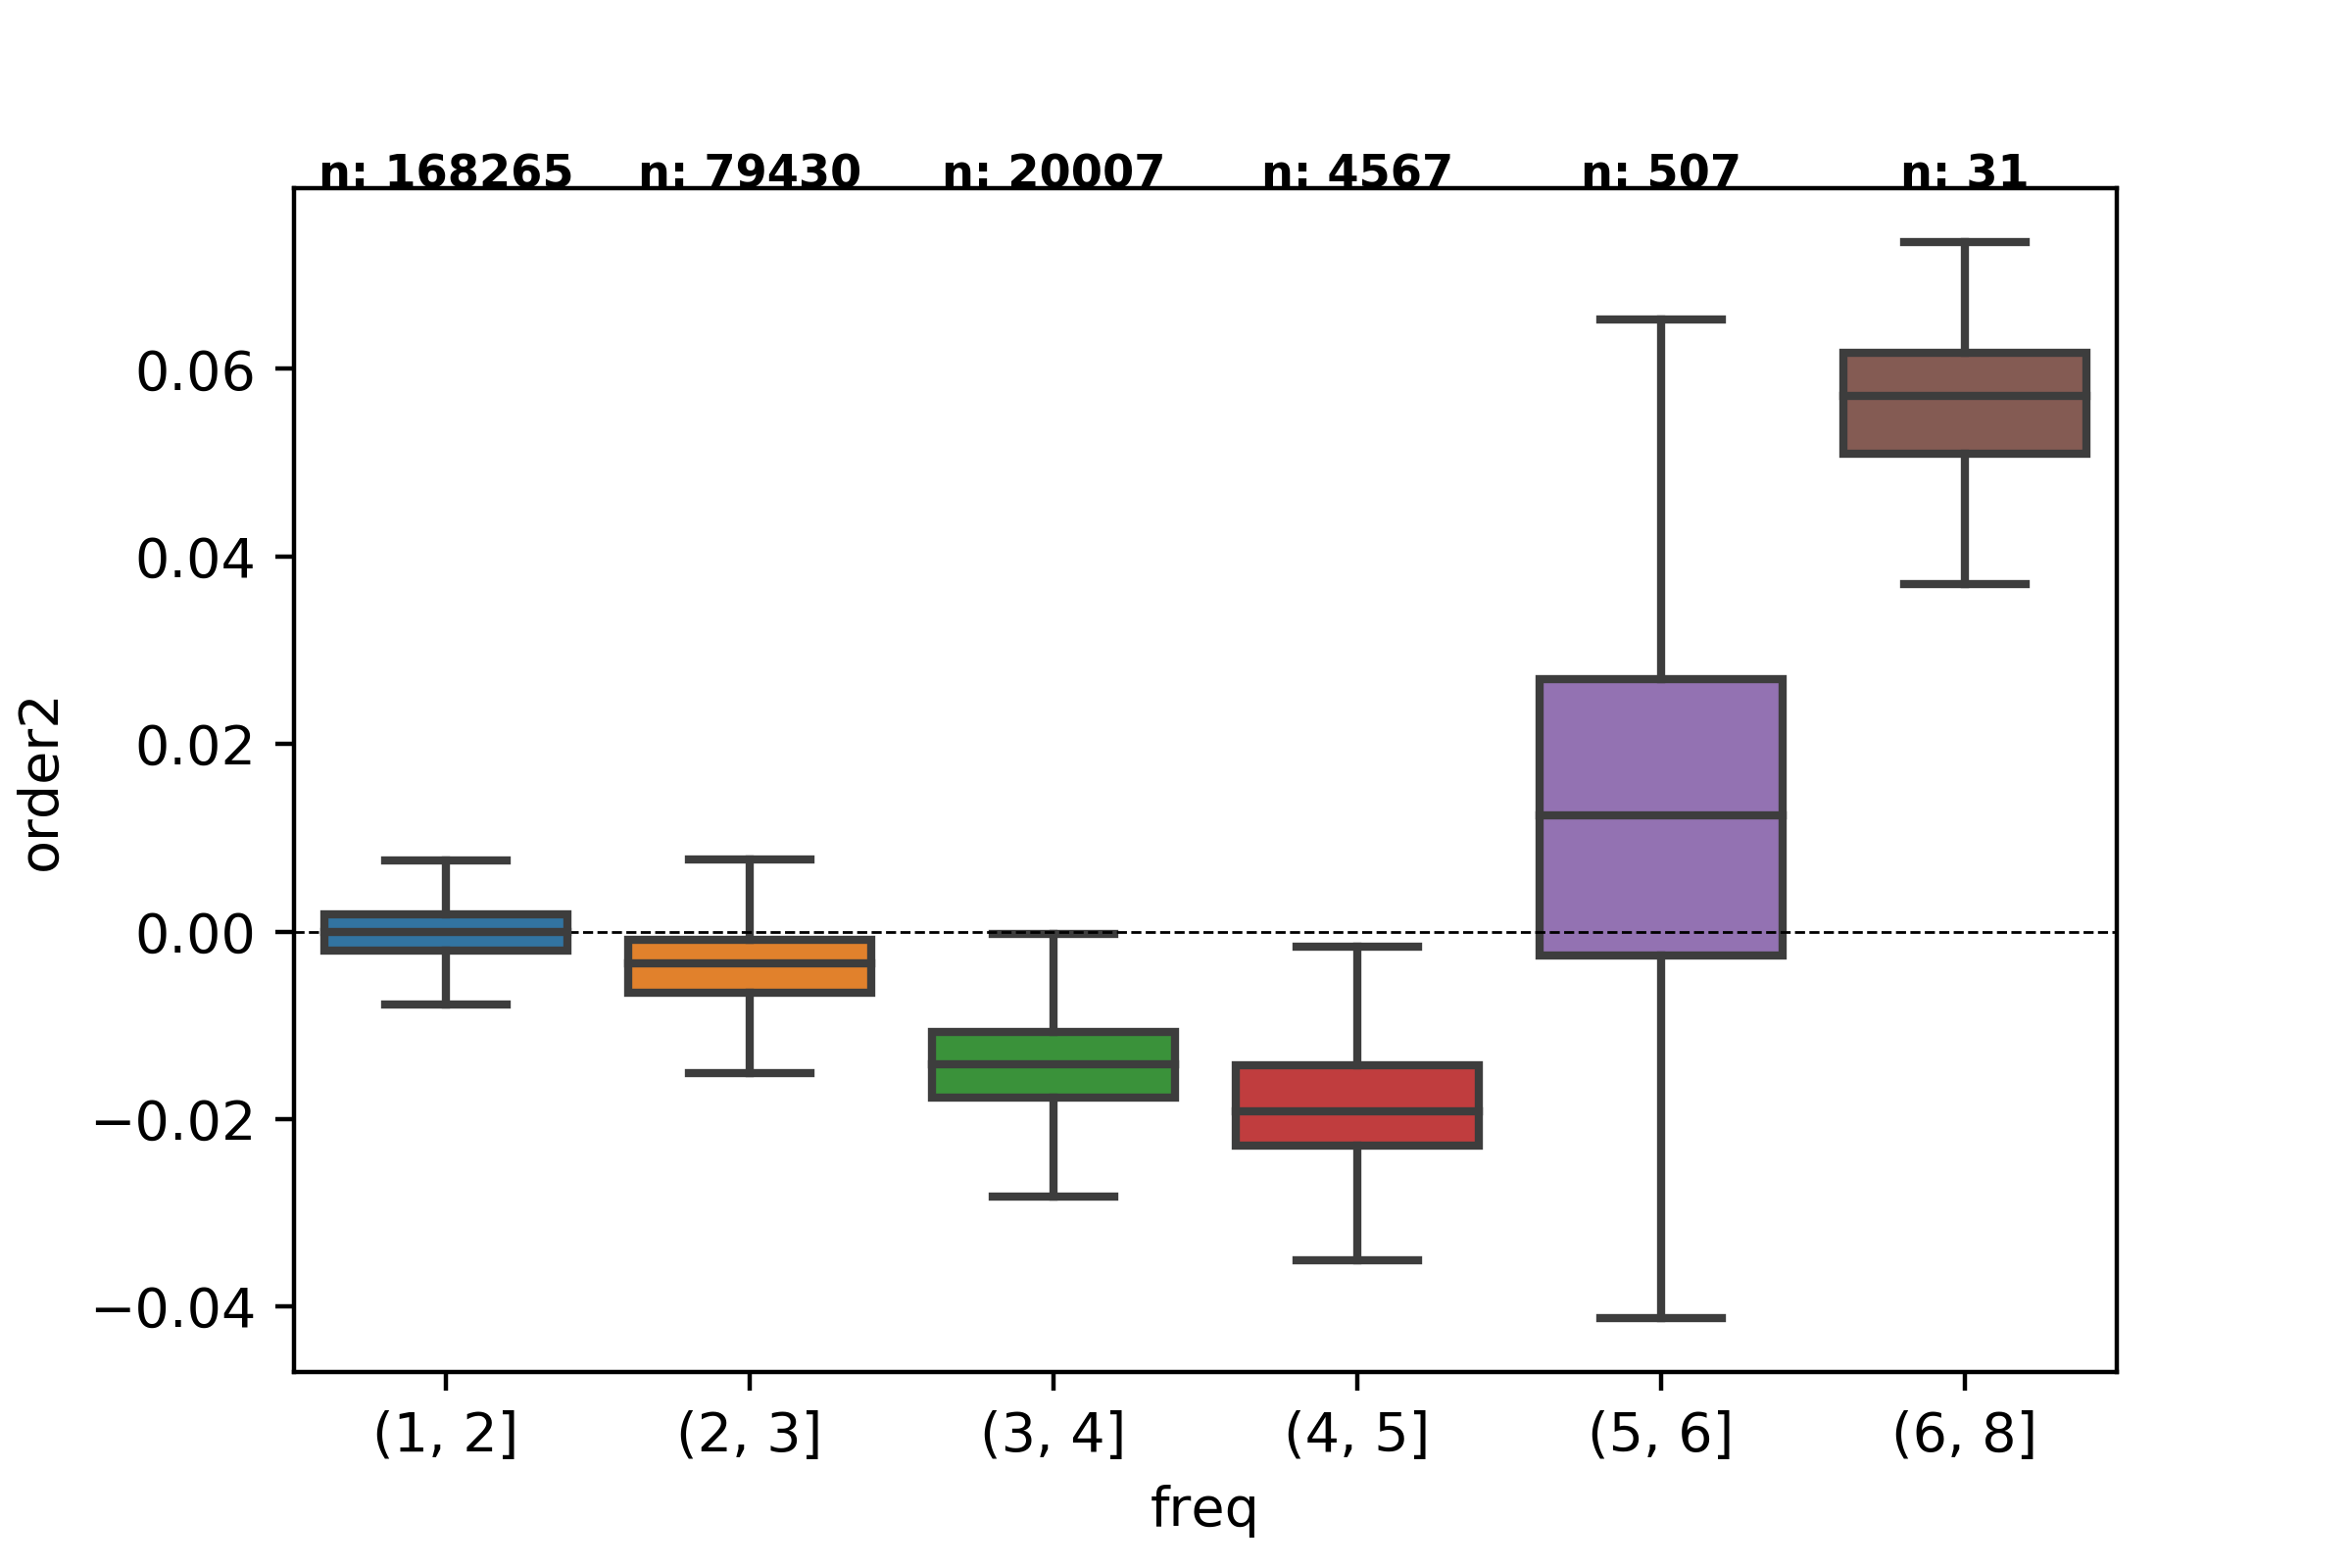 n: 168265 n: 79430 n: 20007 n: 4567 n: 507 n: 31
0.06
0.04
0.02
0.00
−0.02
−0.04
order2
(1, 2] (2, 3] (3, 4] (4, 5] (5, 6] (6, 8]
freq